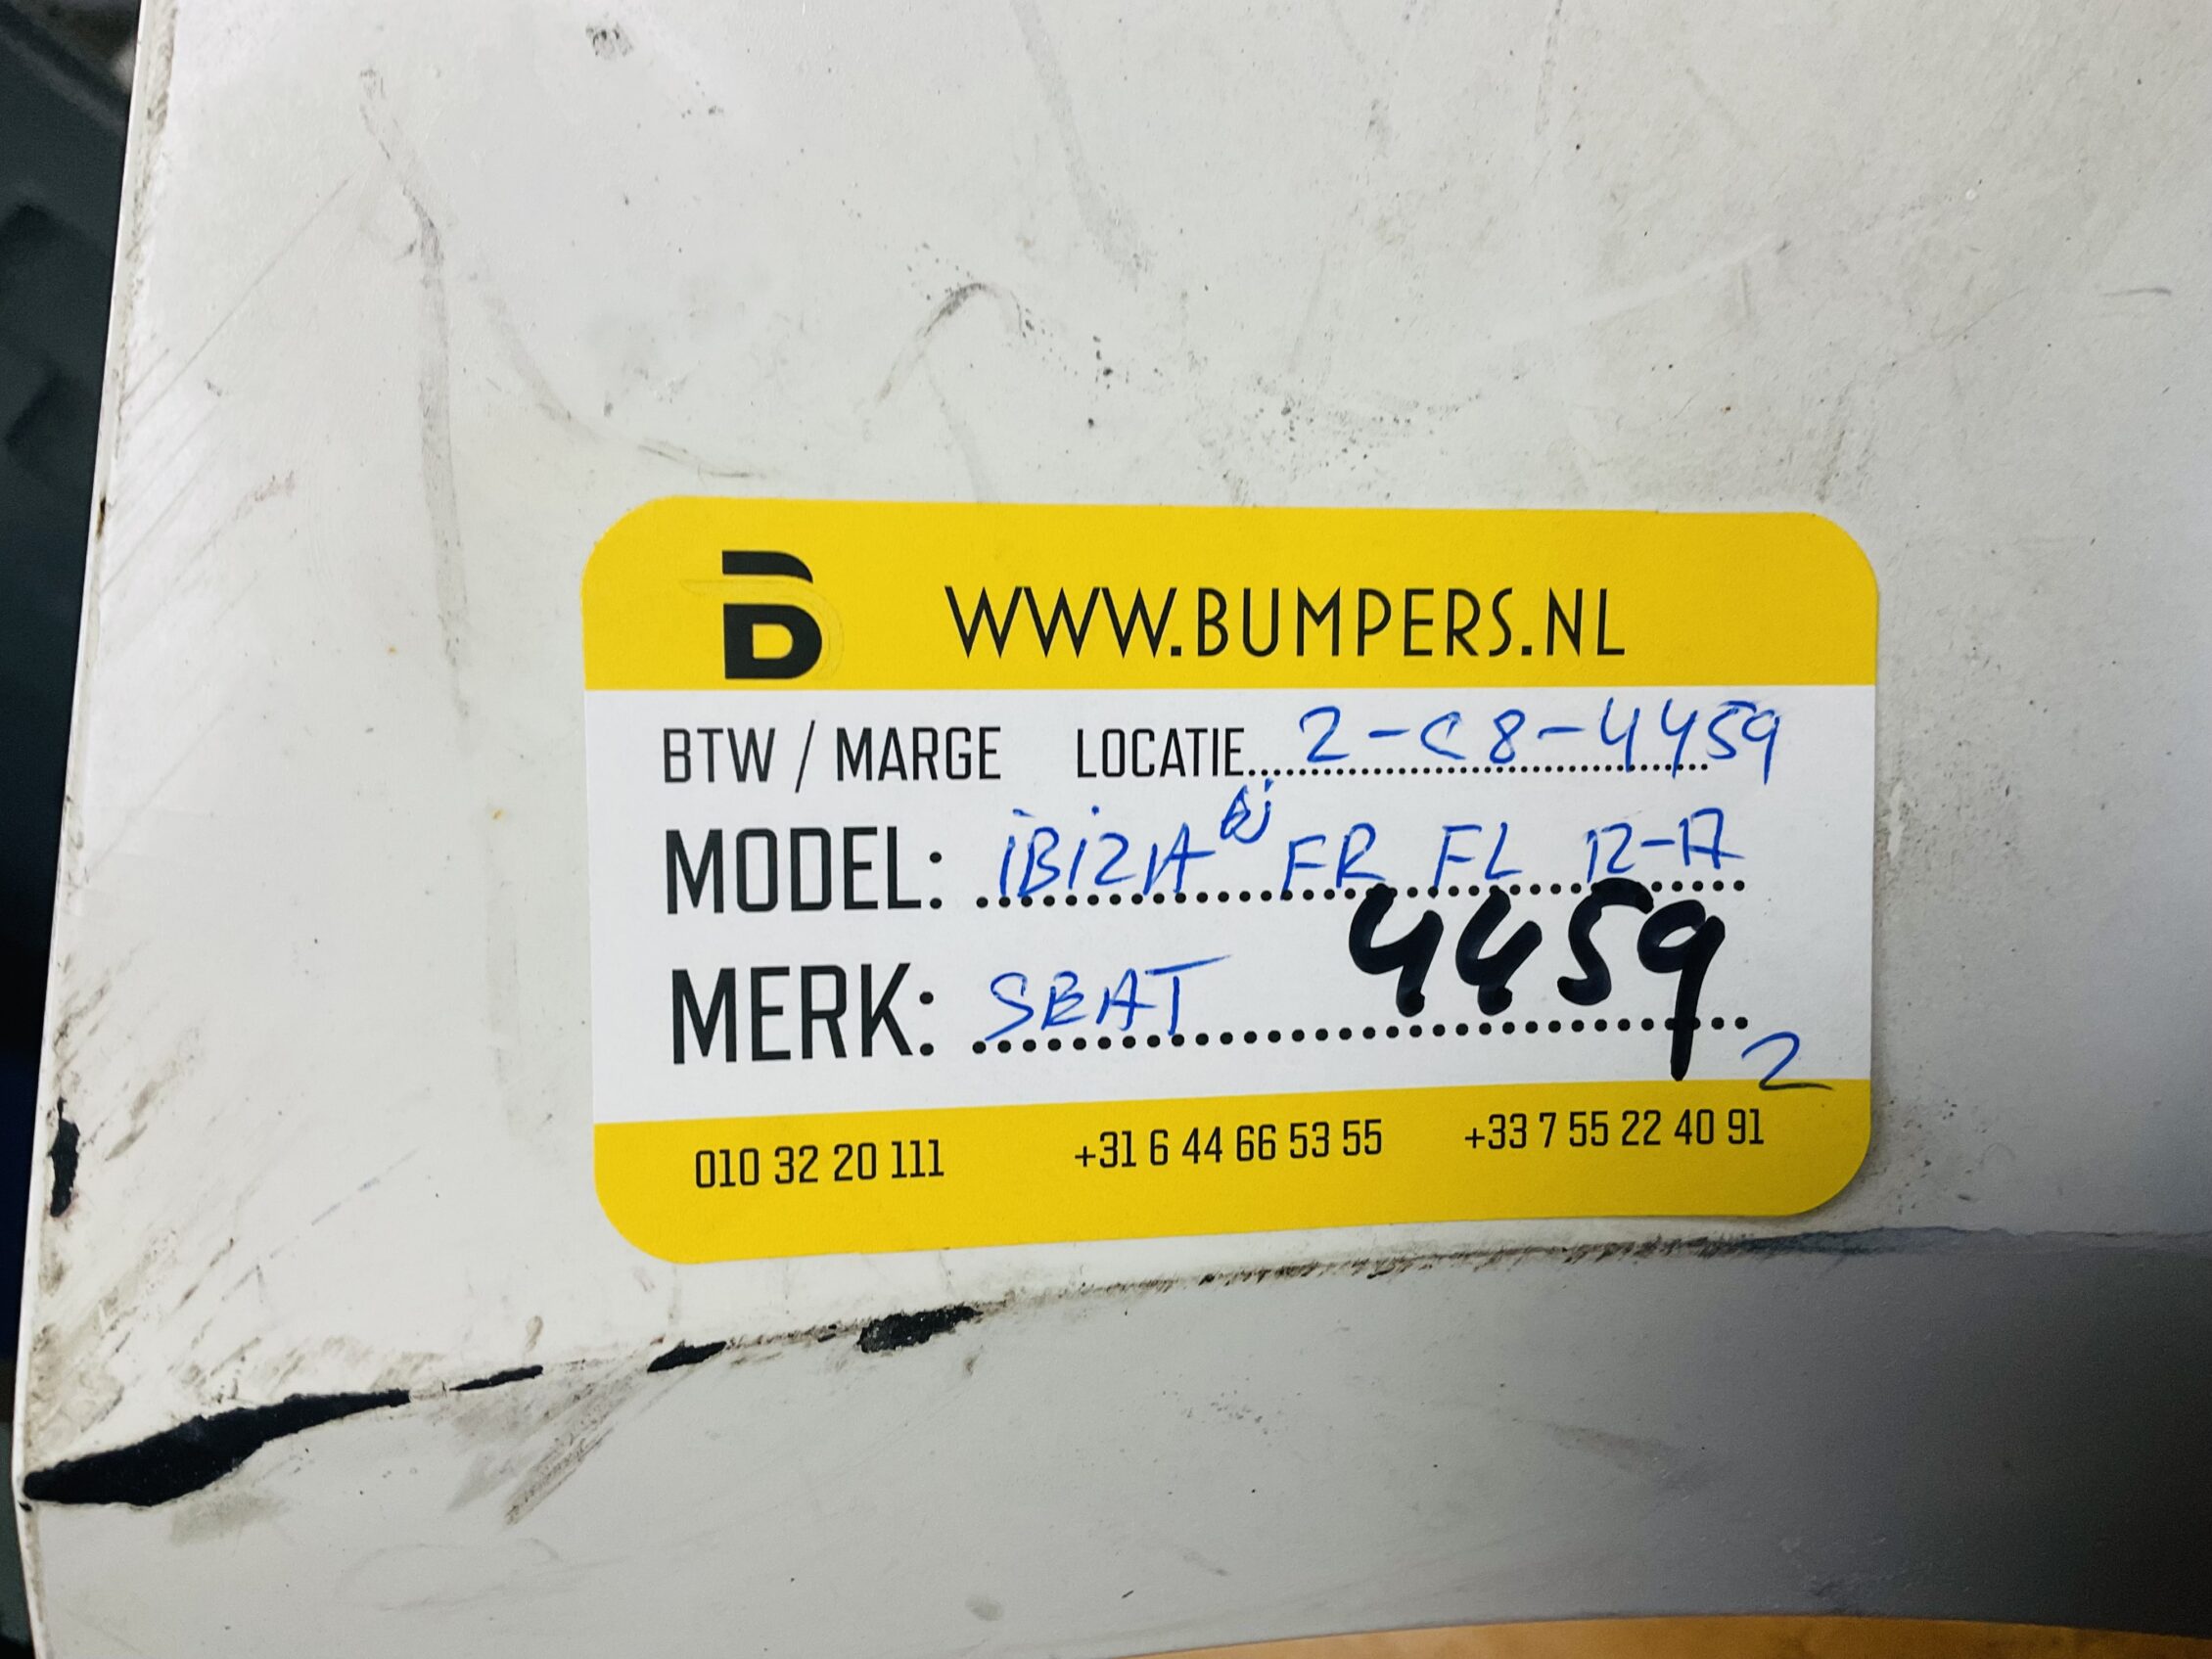 WWW.BUMPERS.NL
BTW / MARGE LOCATIE 2-C8-4459
MODEL: iBiZA 6J FR FL 12-17
4459
MERK: SEAT
2
010 32 20 111 +31 6 44 66 53 55 +33 7 55 22 40 91